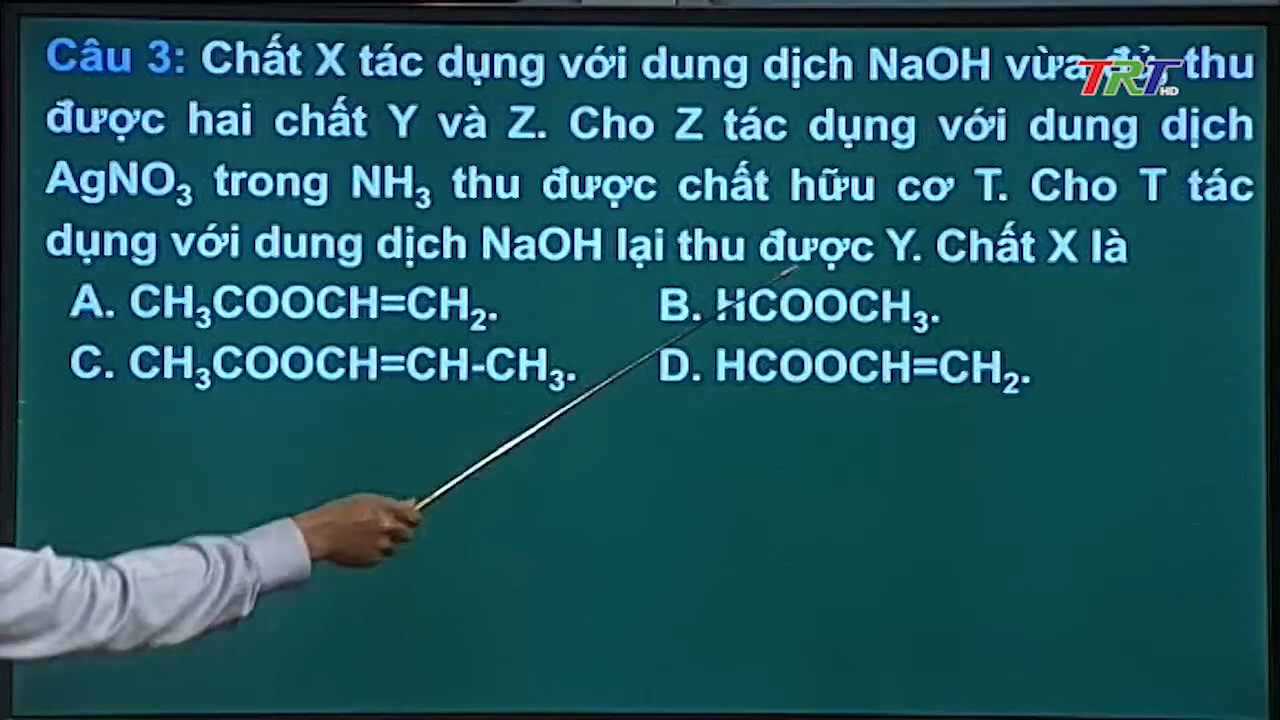 Câu 3: Chất X tác dụng với dung dịch NaOH vừa đủ, thu
được hai chất Y và Z. Cho Z tác dụng với dung dịch
AgNO₃ trong NH₃ thu được chất hữu cơ T. Cho T tác
dụng với dung dịch NaOH lại thu được Y. Chất X là
A. CH₃COOCH=CH₂. B. HCOOCH₃.
C. CH₃COOCH=CH-CH₃. D. HCOOCH=CH₂.
TRT HD